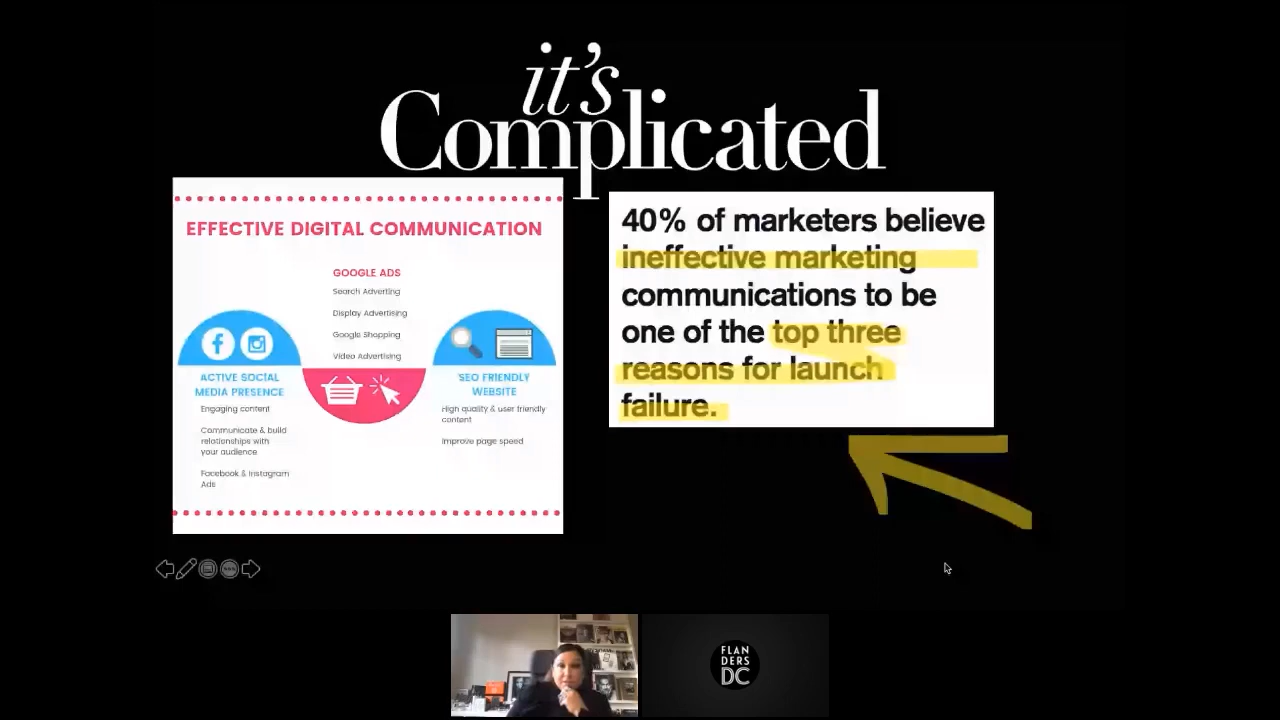 it's
Complicated
EFFECTIVE DIGITAL COMMUNICATION
GOOGLE ADS
Search Adverting
Display Advertising
Google Shopping
Video Advertising
ACTIVE SOCIAL
MEDIA PRESENCE
Engaging content
Communicate & build
relationships with
your audience
Facebook & Instagram
Ads
SEO FRIENDLY
WEBSITE
High quality & user friendly
content
Improve page speed
40% of marketers believe
ineffective marketing
communications to be
one of the top three
reasons for launch
failure.
FLAN
DERS
DC